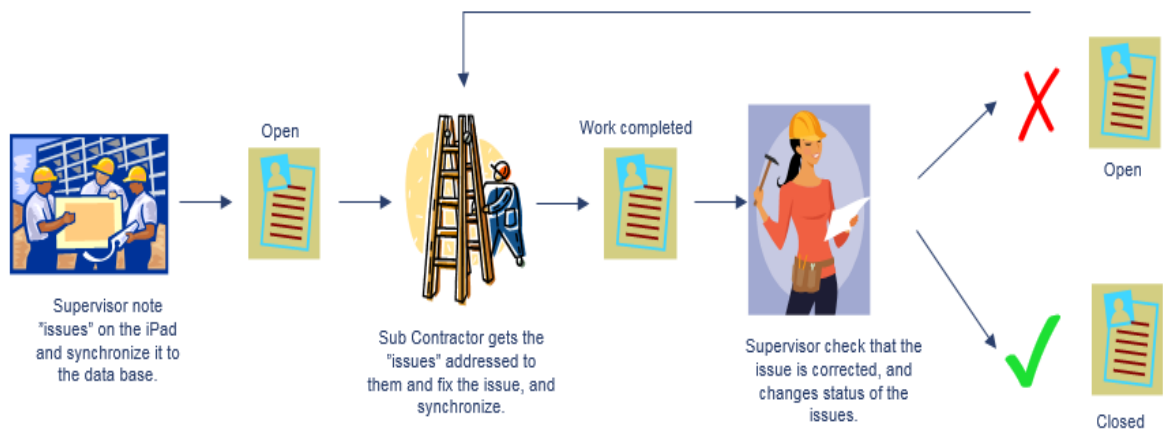 Open
Work completed
Open
Supervisor note
"issues" on the iPad
and synchronize it to
the data base.
Sub Contractor gets the
"issues" addressed to
them and fix the issue, and
synchronize.
Supervisor check that the
issue is corrected, and
changes status of the
issues.
Closed